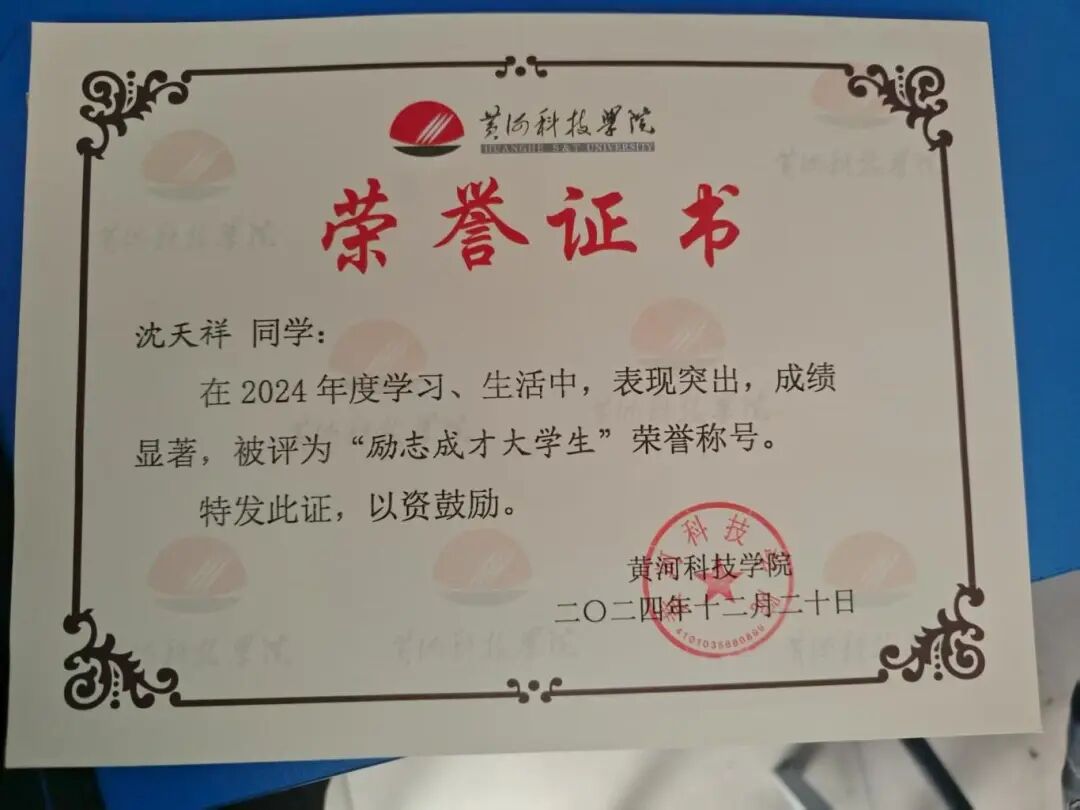 黄河科技学院
HUANGHE S&T UNIVERSITY
荣誉证书
沈天祥 同学：
在2024年度学习、生活中，表现突出，成绩
显著，被评为“励志成才大学生”荣誉称号。
特发此证，以资鼓励。
黄河科技学院
二〇二四年十二月二十日